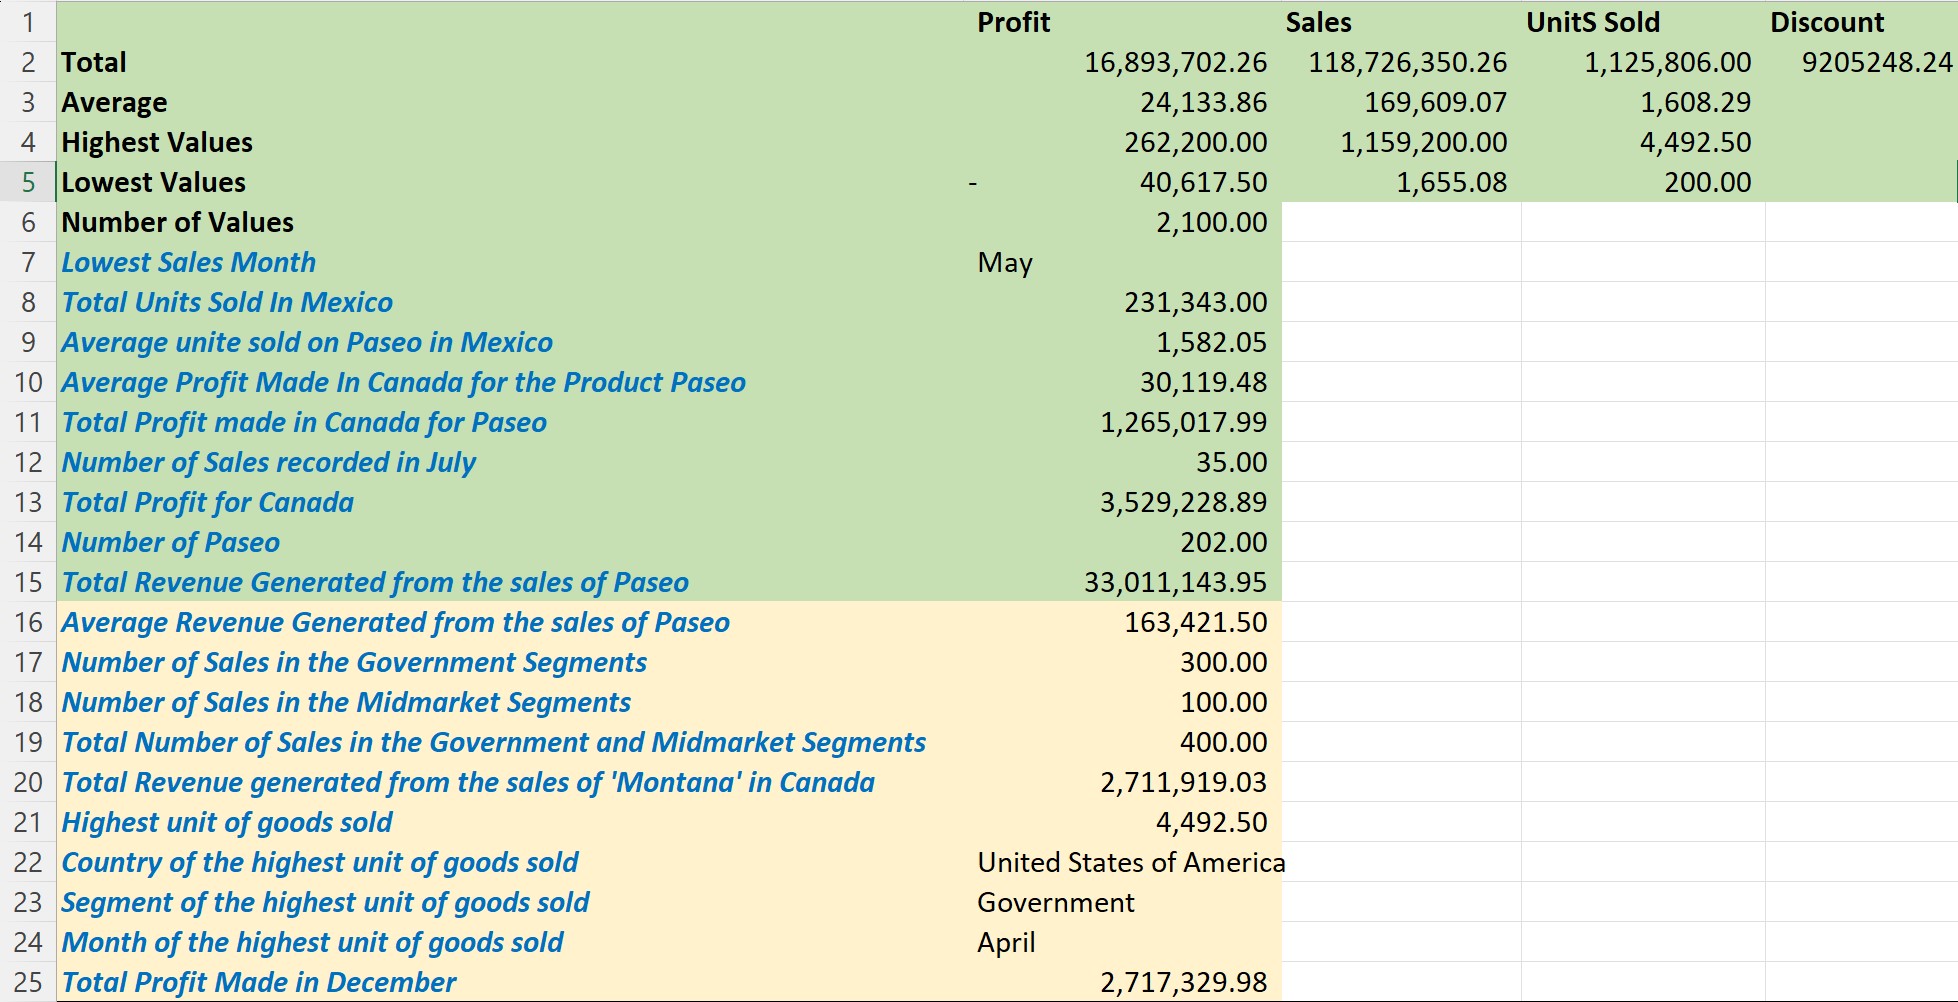 1 Profit Sales UnitS Sold Discount
2 Total 16,893,702.26 118,726,350.26 1,125,806.00 9205248.24
3 Average 24,133.86 169,609.07 1,608.29
4 Highest Values 262,200.00 1,159,200.00 4,492.50
5 Lowest Values - 40,617.50 1,655.08 200.00
6 Number of Values 2,100.00
7 Lowest Sales Month May
8 Total Units Sold In Mexico 231,343.00
9 Average unite sold on Paseo in Mexico 1,582.05
10 Average Profit Made In Canada for the Product Paseo 30,119.48
11 Total Profit made in Canada for Paseo 1,265,017.99
12 Number of Sales recorded in July 35.00
13 Total Profit for Canada 3,529,228.89
14 Number of Paseo 202.00
15 Total Revenue Generated from the sales of Paseo 33,011,143.95
16 Average Revenue Generated from the sales of Paseo 163,421.50
17 Number of Sales in the Government Segments 300.00
18 Number of Sales in the Midmarket Segments 100.00
19 Total Number of Sales in the Government and Midmarket Segments 400.00
20 Total Revenue generated from the sales of 'Montana' in Canada 2,711,919.03
21 Highest unit of goods sold 4,492.50
22 Country of the highest unit of goods sold United States of America
23 Segment of the highest unit of goods sold Government
24 Month of the highest unit of goods sold April
25 Total Profit Made in December 2,717,329.98